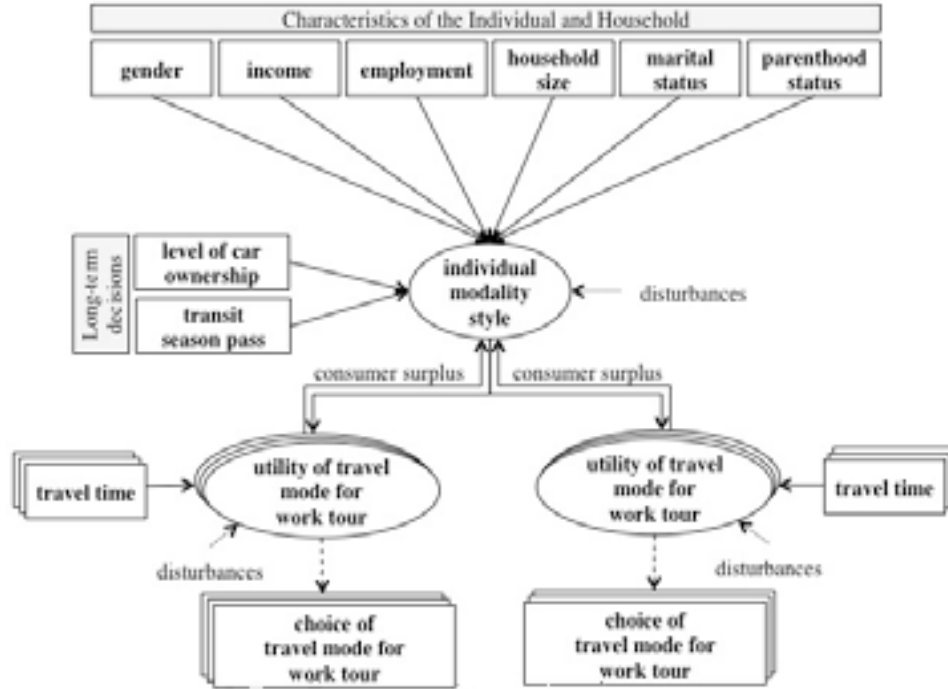 Characteristics of the Individual and Household
gender
income
employment
household
size
marital
status
parenthood
status
Long-term
decisions
level of car
ownership
transit
season pass
individual
modality
style
disturbances
consumer surplus
consumer surplus
travel time
utility of travel
mode for
work tour
utility of travel
mode for
work tour
travel time
disturbances
disturbances
choice of
travel mode for
work tour
choice of
travel mode for
work tour